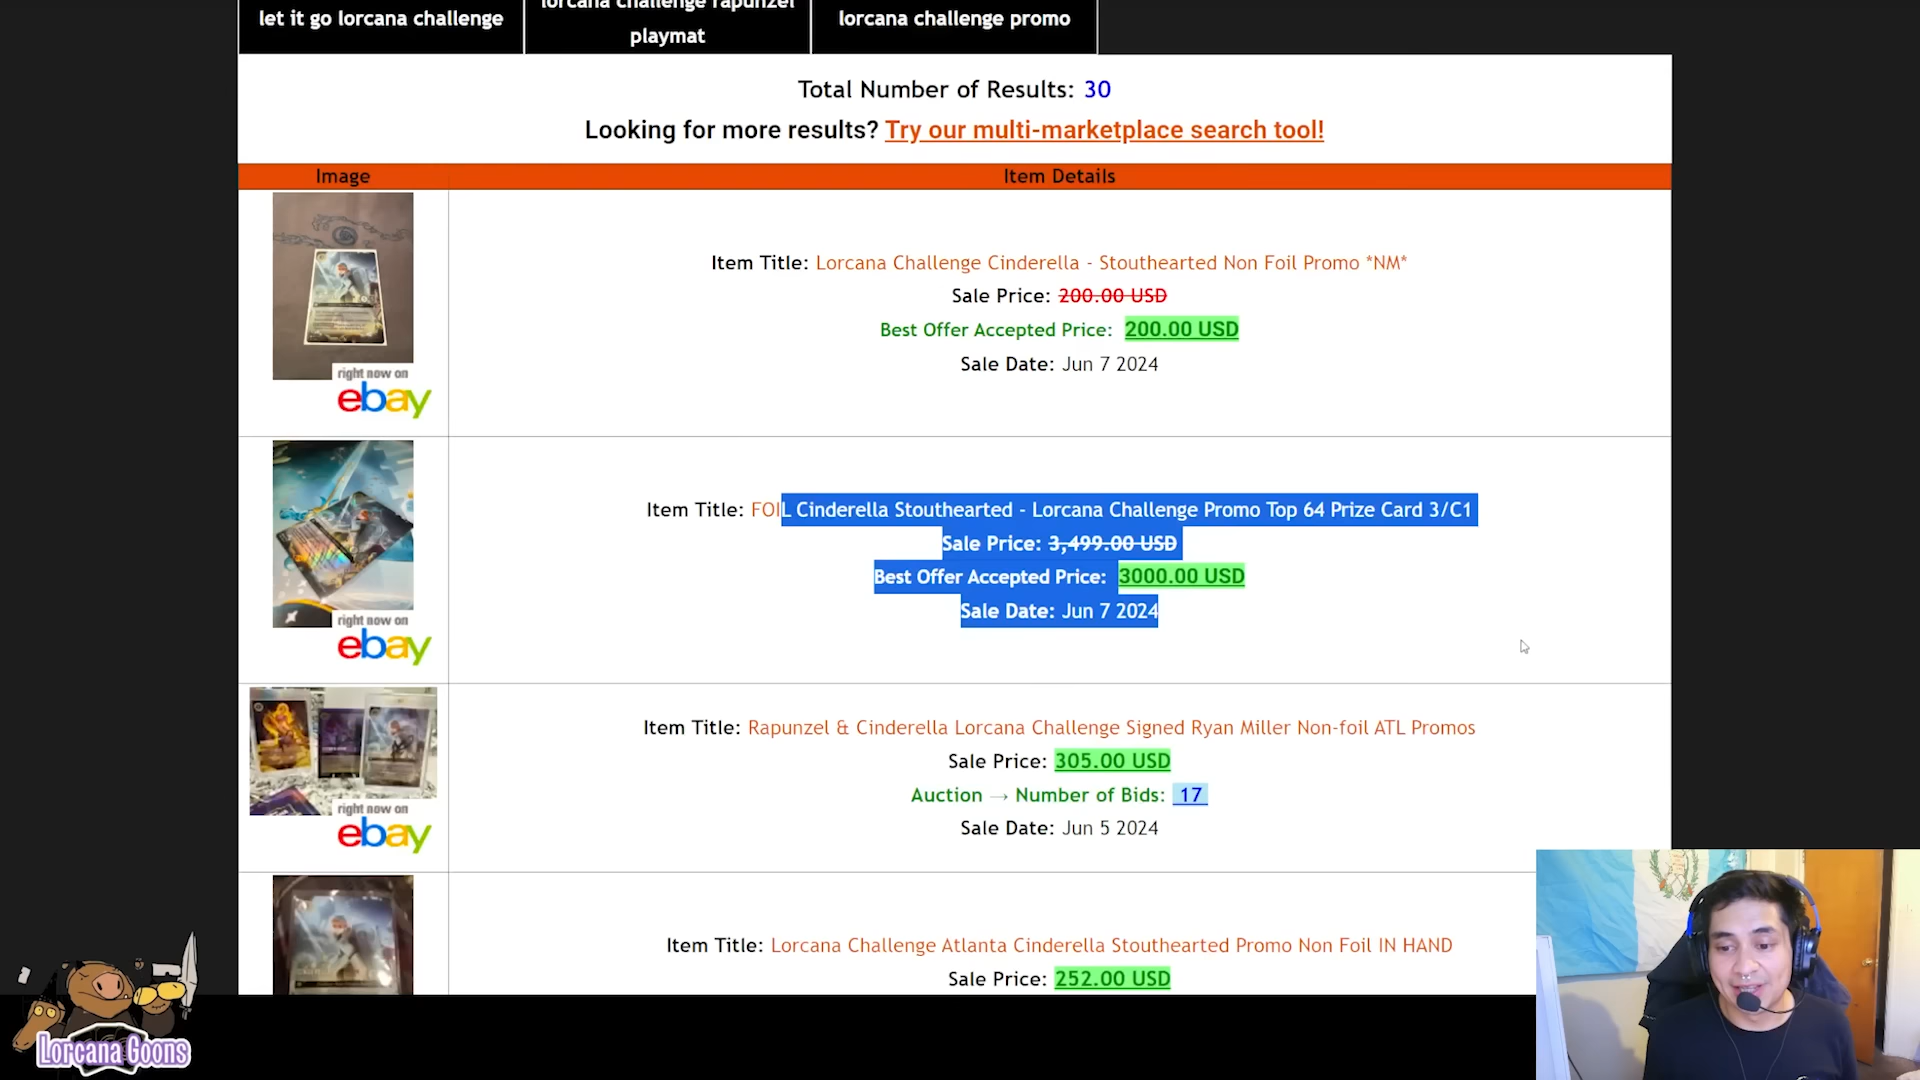 let it go lorcana challenge
lorcana challenge rapunzel
playmat
lorcana challenge promo
Total Number of Results: 30
Looking for more results? Try our multi-marketplace search tool!
Image
Item Details
Item Title: Lorcana Challenge Cinderella - Stouthearted Non Foil Promo *NM*
Sale Price: 200.00 USD
Best Offer Accepted Price: 200.00 USD
Sale Date: Jun 7 2024
right now on
ebay
Item Title: FOIL Cinderella Stouthearted - Lorcana Challenge Promo Top 64 Prize Card 3/C1
Sale Price: 3,499.00 USD
Best Offer Accepted Price: 3000.00 USD
Sale Date: Jun 7 2024
right now on
ebay
Item Title: Rapunzel & Cinderella Lorcana Challenge Signed Ryan Miller Non-foil ATL Promos
Sale Price: 305.00 USD
Auction → Number of Bids: 17
Sale Date: Jun 5 2024
right now on
ebay
Item Title: Lorcana Challenge Atlanta Cinderella Stouthearted Promo Non Foil IN HAND
Sale Price: 252.00 USD
Lorcana Goons